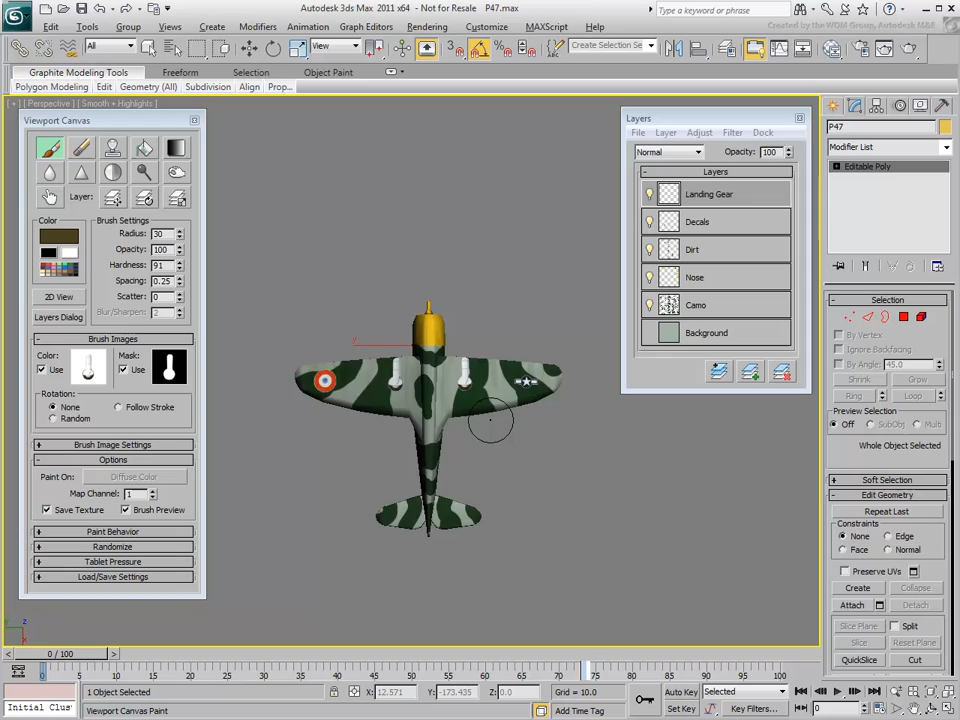 Autodesk 3ds Max 2011 x64 - Not for Resale P47.max
Type a keyword or phrase
Edit Tools Group Views Create Modifiers Animation Graph Editors Rendering Customize MAXScript Help
All View Create Selection Se
Graphite Modeling Tools Freeform Selection Object Paint
Polygon Modeling Edit Geometry (All) Subdivision Align Prop...
[ + ] [ Perspective ] [ Smooth + Highlights ]
Viewport Canvas
Layer:
Color
Brush Settings
Radius: 30
Opacity: 100
Hardness: 91
Spacing: 0.25
Scatter: 0
Blur/Sharpen: 2
2D View
Layers Dialog
Brush Images
Color: Mask:
Use Use
Rotation:
None Follow Stroke
Random
Brush Image Settings
Options
Paint On: Diffuse Color
Map Channel: 1
Save Texture Brush Preview
Paint Behavior
Randomize
Tablet Pressure
Load/Save Settings
Layers
File Layer Adjust Filter Dock
Normal Opacity: 100
Layers
Landing Gear
Decals
Dirt
Nose
Camo
Background
P47
Modifier List
Editable Poly
Selection
By Vertex
Ignore Backfacing
By Angle: 45.0
Shrink Grow
Ring Loop
Preview Selection
Off SubObj Multi
Whole Object Selected
Soft Selection
Edit Geometry
Repeat Last
Constraints
None Edge
Face Normal
Preserve UVs
Create Collapse
Attach Detach
Slice Plane Split
Slice Reset Plane
QuickSlice Cut
y
z
x
0 / 100
0 5 10 15 20 25 30 35 40 45 50 55 60 65 70 75 80 85 90 95 100
1 Object Selected X: 12.571 Y: -173.435 Z: 0.0 Grid = 10.0 Auto Key Selected
Initial Clus Viewport Canvas Paint Add Time Tag Set Key Key Filters... 0